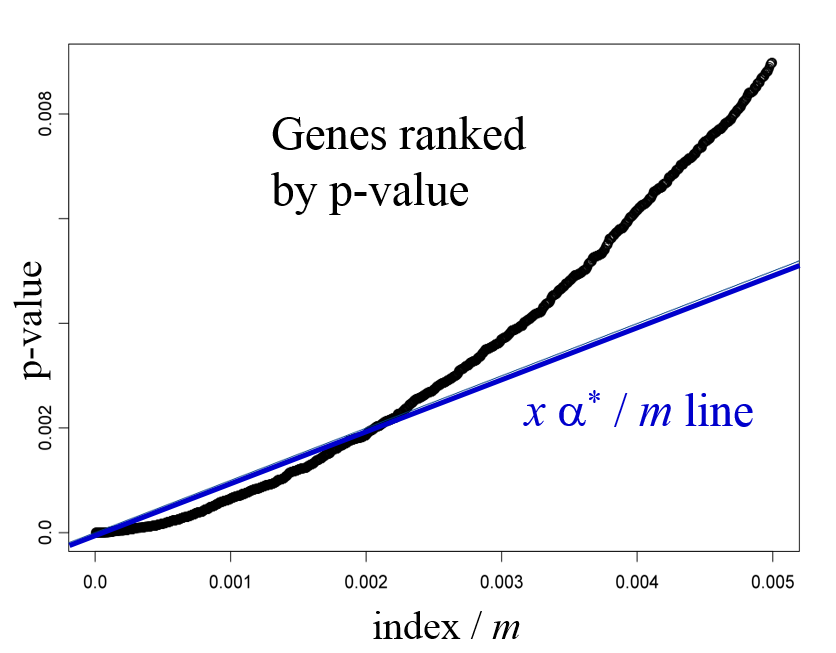 Genes ranked
by p-value
x α* / m line
p-value
0.008
0.002
0.0
0.0 0.001 0.002 0.003 0.004 0.005
index / m